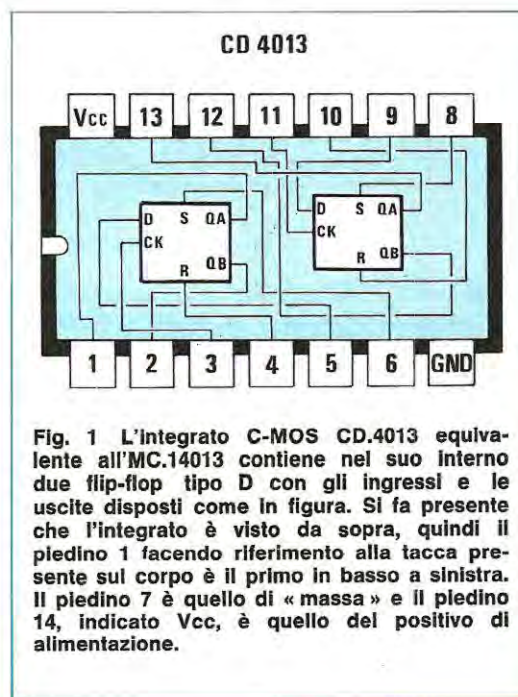 CD 4013
Vcc 13 12 11 10 9 8
D S QA
CK
R QB
D S QA
CK
R QB
1 2 3 4 5 6 GND
Fig. 1 L'integrato C-MOS CD.4013 equiva-
lente all'MC.14013 contiene nel suo interno
due flip-flop tipo D con gli ingressi e le
uscite disposti come in figura. Si fa presente
che l'integrato è visto da sopra, quindi il
piedino 1 facendo riferimento alla tacca pre-
sente sul corpo è il primo in basso a sinistra.
Il piedino 7 è quello di « massa » e il piedino
14, indicato Vcc, è quello del positivo di
alimentazione.